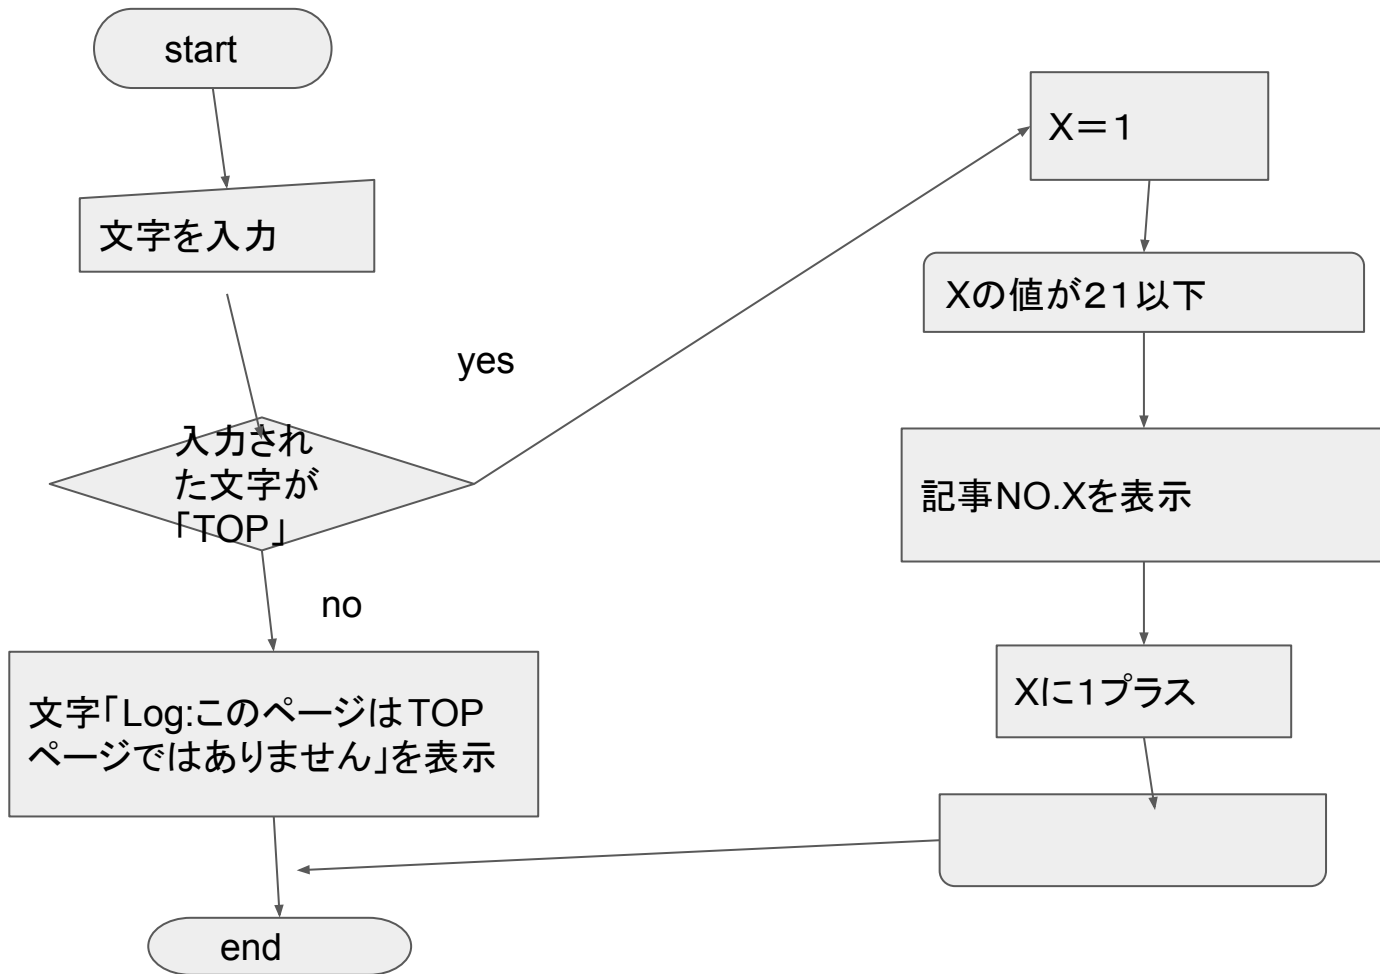 start
文字を入力
入力され
た文字が
「TOP」
yes
no
文字「Log:このページはTOP
ページではありません」を表示
end
X＝１
Xの値が２１以下
記事NO.Xを表示
Xに１プラス